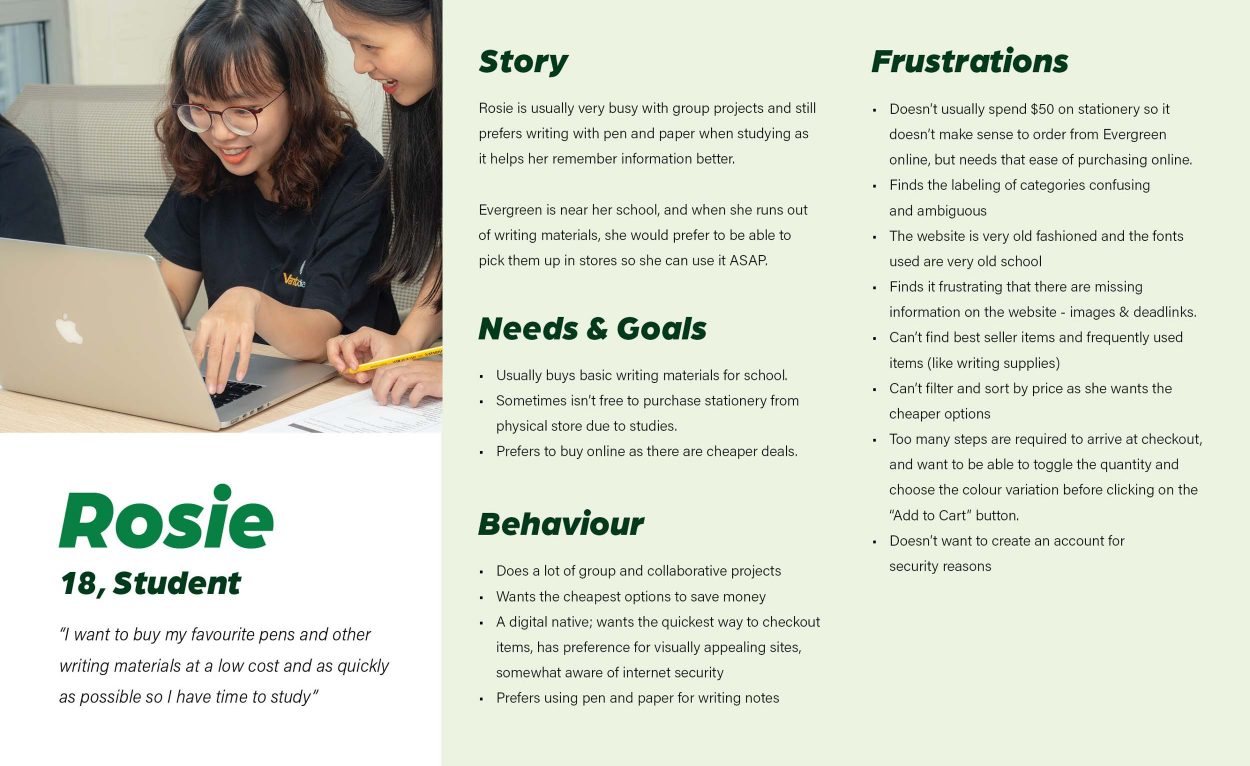 Rosie
18, Student
“I want to buy my favourite pens and other
writing materials at a low cost and as quickly
as possible so I have time to study”
Story
Rosie is usually very busy with group projects and still
prefers writing with pen and paper when studying as
it helps her remember information better.
Evergreen is near her school, and when she runs out
of writing materials, she would prefer to be able to
pick them up in stores so she can use it ASAP.
Needs & Goals
• Usually buys basic writing materials for school.
• Sometimes isn’t free to purchase stationery from
physical store due to studies.
• Prefers to buy online as there are cheaper deals.
Behaviour
• Does a lot of group and collaborative projects
• Wants the cheapest options to save money
• A digital native; wants the quickest way to checkout
items, has preference for visually appealing sites,
somewhat aware of internet security
• Prefers using pen and paper for writing notes
Frustrations
• Doesn’t usually spend $50 on stationery so it
doesn’t make sense to order from Evergreen
online, but needs that ease of purchasing online.
• Finds the labeling of categories confusing
and ambiguous
• The website is very old fashioned and the fonts
used are very old school
• Finds it frustrating that there are missing
information on the website - images & deadlinks.
• Can’t find best seller items and frequently used
items (like writing supplies)
• Can’t filter and sort by price as she wants the
cheaper options
• Too many steps are required to arrive at checkout,
and want to be able to toggle the quantity and
choose the colour variation before clicking on the
“Add to Cart” button.
• Doesn’t want to create an account for
security reasons